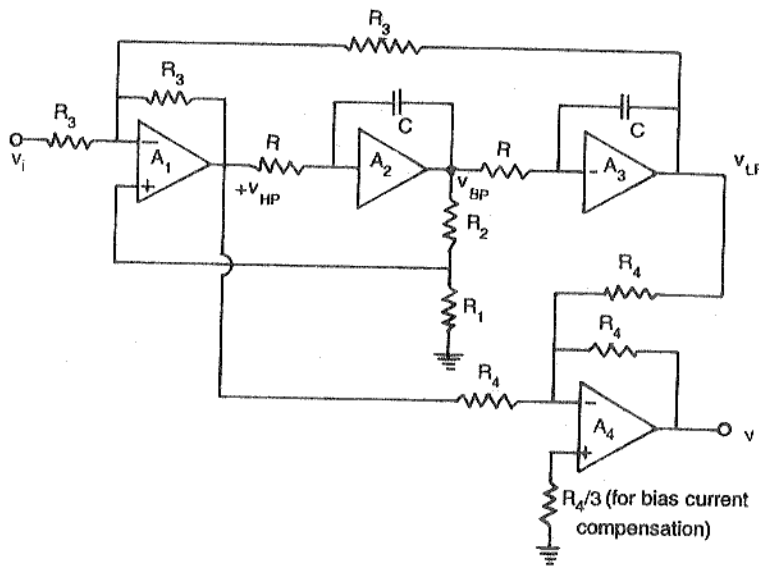 R3
R3
R3
C
C
vi
−
A1
+
+vHP
R
A2
vBP
R
-
A3
vLP
R2
R1
R4
R4
R4
−
A4
+
v
R4/3 (for bias current
compensation)